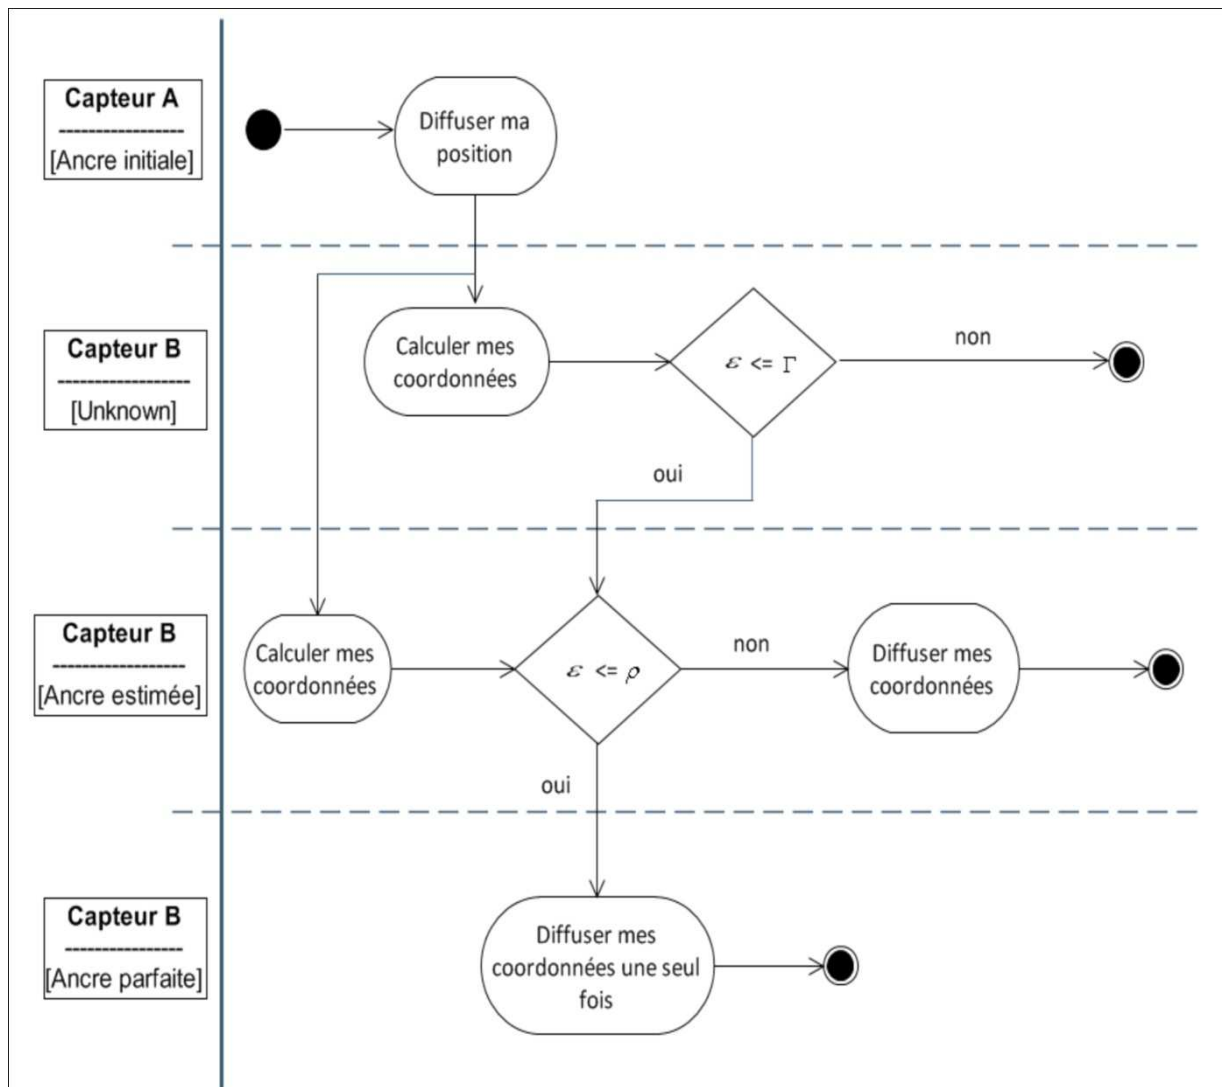 Capteur A
-----------------
[Ancre initiale]
Diffuser ma
position
Capteur B
------------------
[Unknown]
Calculer mes
coordonnées
ε <= Γ
non
oui
Capteur B
------------------
[Ancre estimée]
Calculer mes
coordonnées
ε <= ρ
non
Diffuser mes
coordonnées
oui
Capteur B
----------------
[Ancre parfaite]
Diffuser mes
coordonnées une seul
fois